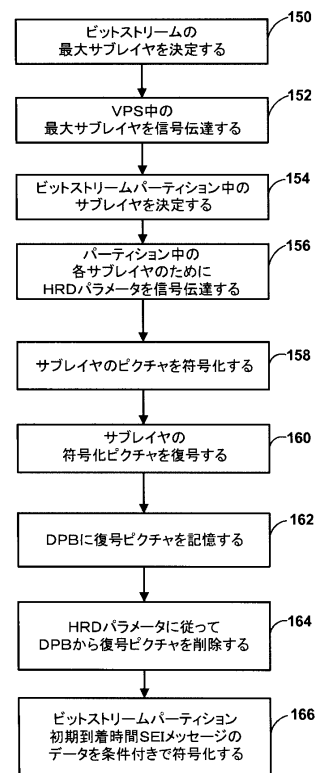 ビットストリームの
最大サブレイヤを決定する
150
VPS中の
最大サブレイヤを信号伝達する
152
ビットストリームパーティション中の
サブレイヤを決定する
154
パーティション中の
各サブレイヤのために
HRDパラメータを信号伝達する
156
サブレイヤのピクチャを符号化する
158
サブレイヤの
符号化ピクチャを復号する
160
DPBに復号ピクチャを記憶する
162
HRDパラメータに従って
DPBから復号ピクチャを削除する
164
ビットストリームパーティション
初期到着時間SEIメッセージの
データを条件付きで符号化する
166